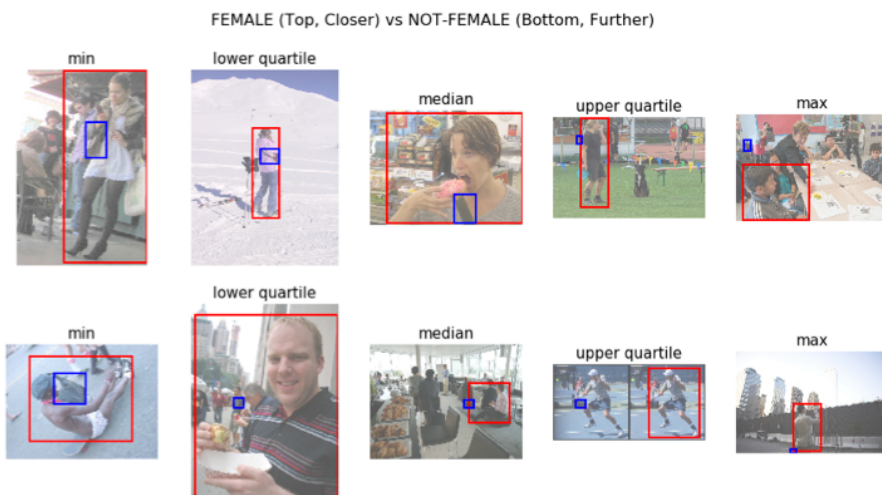 FEMALE (Top, Closer) vs NOT-FEMALE (Bottom, Further)
min
lower quartile
median
upper quartile
max
min
lower quartile
median
upper quartile
max